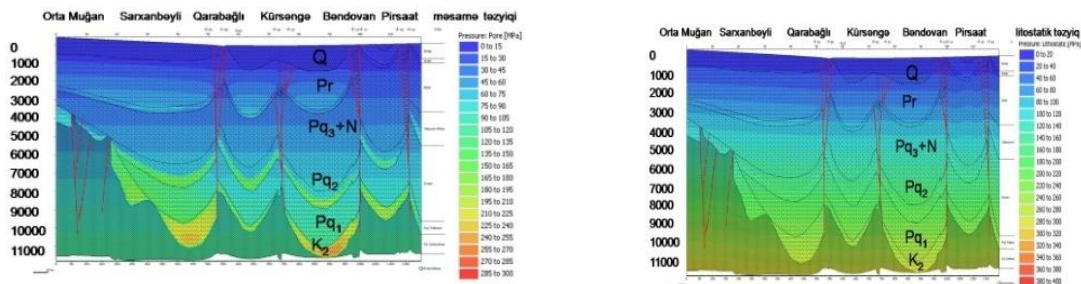 Orta Muğan Sarxanbəyli Qarabağlı Kürsəngə Bəndovan Pirsaat məsamə təzyiqi
Pressure: Pore [MPa]
0 to 15
15 to 30
30 to 45
45 to 60
60 to 75
75 to 90
90 to 105
105 to 120
120 to 135
135 to 150
150 to 165
165 to 180
180 to 195
195 to 210
210 to 225
225 to 240
240 to 255
255 to 270
270 to 285
285 to 300
0
1000
2000
3000
4000
5000
6000
7000
8000
9000
10000
11000
Q
Pr
Pq3+N
Pq2
Pq1
K2
Orta Muğan Sarxanbəyli Qarabağlı Kürsəngə Bəndovan Pirsaat litostatik təzyiq
Pressure: Lithostatic
0 to 20
20 to 40
40 to 60
60 to 80
80 to 100
100 to 120
120 to 140
140 to 160
160 to 180
180 to 200
200 to 220
220 to 240
240 to 260
260 to 280
280 to 300
300 to 320
320 to 340
340 to 360
360 to 380
380 to 400
0
1000
2000
3000
4000
5000
6000
7000
8000
9000
10000
11000
Q
Pr
Pq3+N
Pq2
Pq1
K2